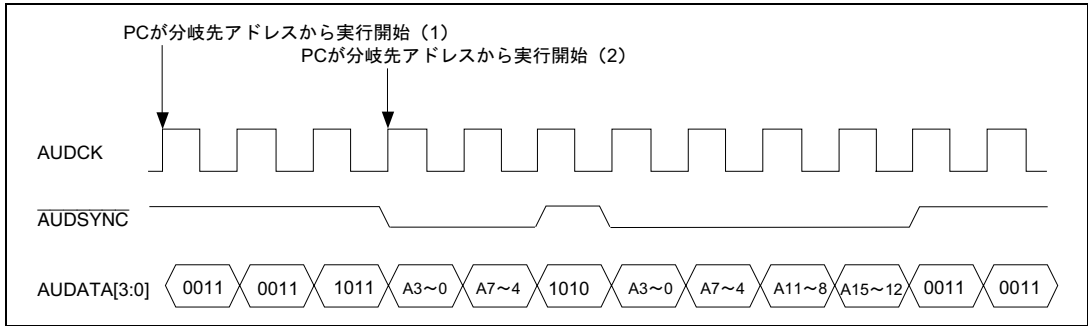 PCが分岐先アドレスから実行開始（1）
PCが分岐先アドレスから実行開始（2）
AUDCK
AUDSYNC
AUDATA[3:0] 0011 0011 1011 A3～0 A7～4 1010 A3～0 A7～4 A11～8 A15～12 0011 0011